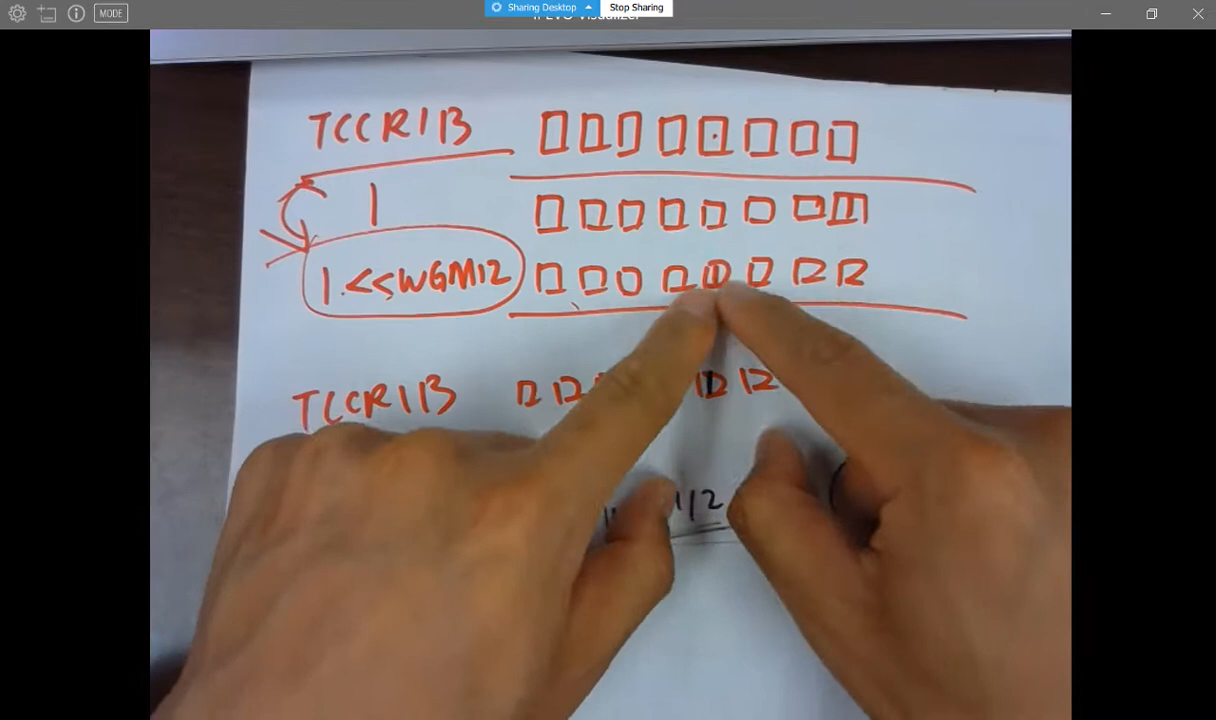 Sharing Desktop Stop Sharing
MODE
TCCR1B
1
1<<WGM12
TCCR1B